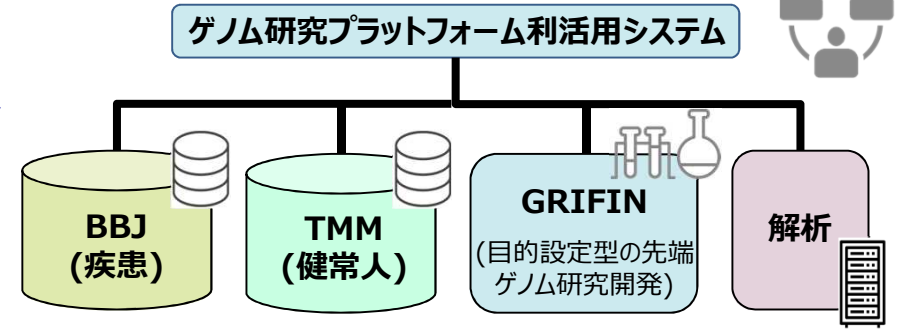 ゲノム研究プラットフォーム利活用システム
BBJ
(疾患)
TMM
(健常人)
GRIFIN
(目的設定型の先端
ゲノム研究開発)
解析